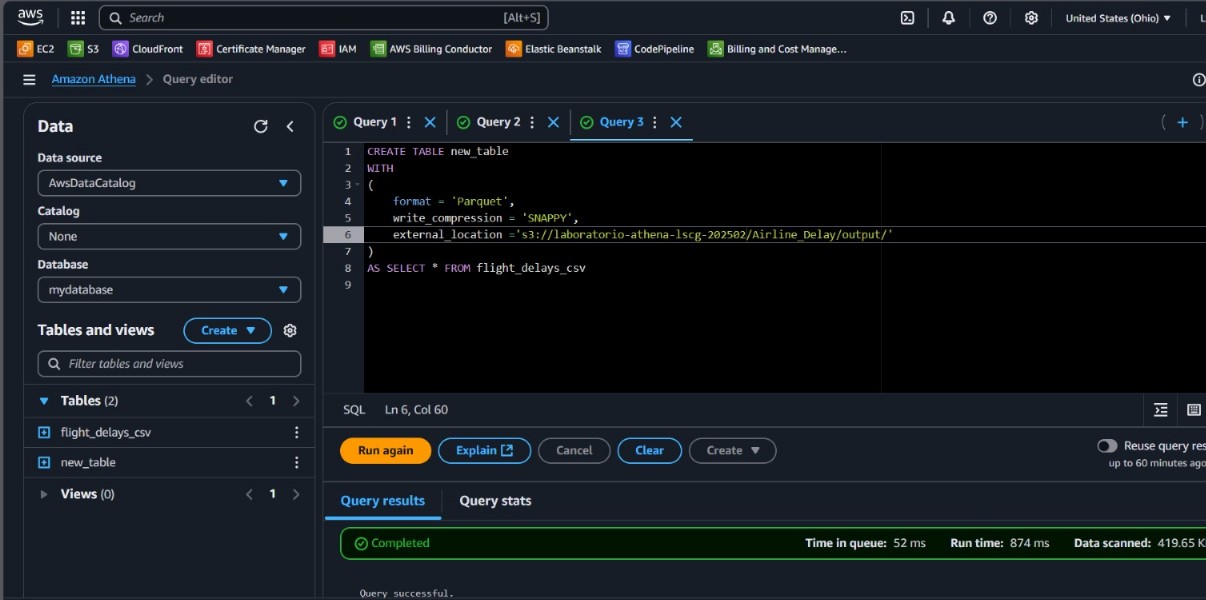 aws Search [Alt+S] United States (Ohio)
EC2 S3 CloudFront Certificate Manager IAM AWS Billing Conductor Elastic Beanstalk CodePipeline Billing and Cost Manage...
Amazon Athena > Query editor
Data
Data source
AwsDataCatalog
Catalog
None
Database
mydatabase
Tables and views Create
Filter tables and views
Tables (2) < 1 >
flight_delays_csv
new_table
Views (0) < 1 >
Query 1 Query 2 Query 3
1 CREATE TABLE new_table
2 WITH
3 (
4 format = 'Parquet',
5 write_compression = 'SNAPPY',
6 external_location ='s3://laboratorio-athena-lscg-202502/Airline_Delay/output/'
7 )
8 AS SELECT * FROM flight_delays_csv
9
SQL Ln 6, Col 60
Run again Explain Cancel Clear Create
Reuse query res
up to 60 minutes ago
Query results Query stats
Completed Time in queue: 52 ms Run time: 874 ms Data scanned: 419.65 K
Query successful.